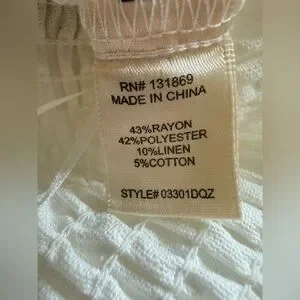 RN# 131869
MADE IN CHINA
43%RAYON
42%POLYESTER
10%LINEN
5%COTTON
STYLE# 03301DQZ